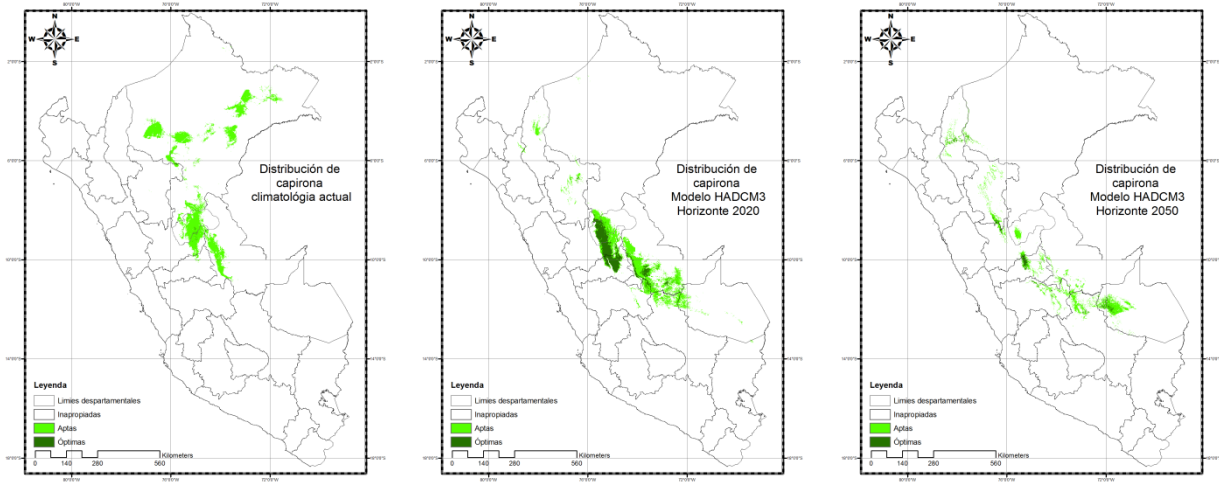 N
W E
S
Distribución de
capirona
climatológia actual
Leyenda
Limies despartamentales
Inapropiadas
Aptas
Óptimas
0 140 280 560
Kilometers
N
W E
S
Distribución de
capirona
Modelo HADCM3
Horizonte 2020
Leyenda
Limies despartamentales
Inapropiadas
Aptas
Óptimas
0 140 280 560
Kilometers
N
W E
S
Distribución de
capirona
Modelo HADCM3
Horizonte 2050
Leyenda
Limies despartamentales
Inapropiadas
Aptas
Óptimas
0 140 280 560
Kilometers